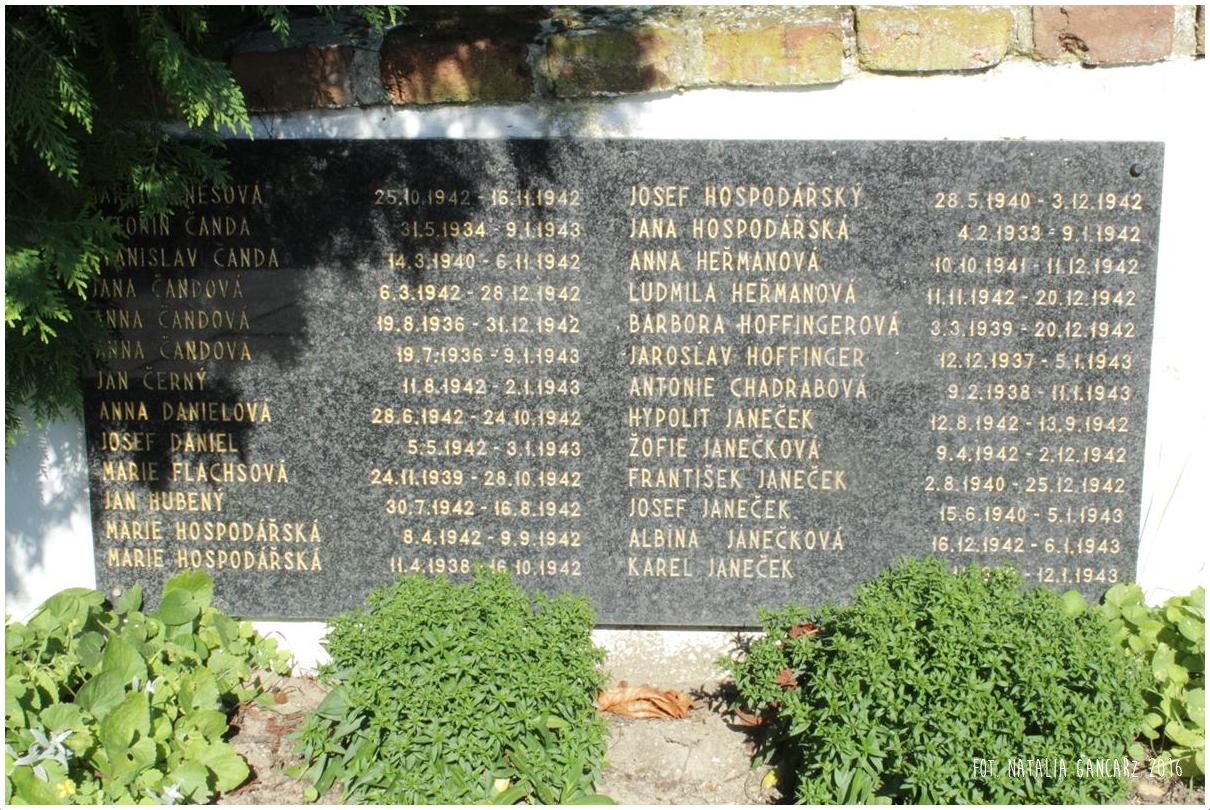 25.10.1942 - 16.11.1942
ČANDA 31.5.1934 - 9.1.1943
STANISLAV ČANDA 14.3.1940 - 6.11.1942
JANA ČANDOVÁ 6.3.1942 - 28.12.1942
ANNA ČANDOVÁ 19.8.1936 - 31.12.1942
ANNA ČANDOVÁ 19.7.1936 - 9.1.1943
JAN ČERNÝ 11.8.1942 - 2.1.1943
ANNA DANIELOVÁ 28.6.1942 - 24.10.1942
JOSEF DANIEL 5.5.1942 - 3.1.1943
MARIE FLACHSOVÁ 24.11.1939 - 28.10.1942
JAN HUBENÝ 30.7.1942 - 16.8.1942
MARIE HOSPODÁŘSKÁ 8.4.1942 - 9.9.1942
MARIE HOSPODÁŘSKÁ 11.4.1938 - 16.10.1942
JOSEF HOSPODÁŘSKÝ 28.5.1940 - 3.12.1942
JANA HOSPODÁŘSKÁ 4.2.1933 - 9.1.1942
ANNA HEŘMANOVÁ 10.10.1941 - 11.12.1942
LUDMILA HEŘMANOVÁ 11.11.1942 - 20.12.1942
BARBORA HOFFINGEROVÁ 3.3.1939 - 20.12.1942
JAROSLAV HOFFINGER 12.12.1937 - 5.1.1943
ANTONIE CHADRABOVÁ 9.2.1938 - 11.1.1943
HYPOLIT JANEČEK 12.8.1942 - 13.9.1942
ŽOFIE JANEČKOVÁ 9.4.1942 - 2.12.1942
FRANTIŠEK JANEČEK 2.8.1940 - 25.12.1942
JOSEF JANEČEK 15.6.1940 - 5.1.1943
ALBINA JANEČKOVÁ 16.12.1942 - 6.1.1943
KAREL JANEČEK - 12.1.1943
FOT. NATALIA GANCARZ 2016